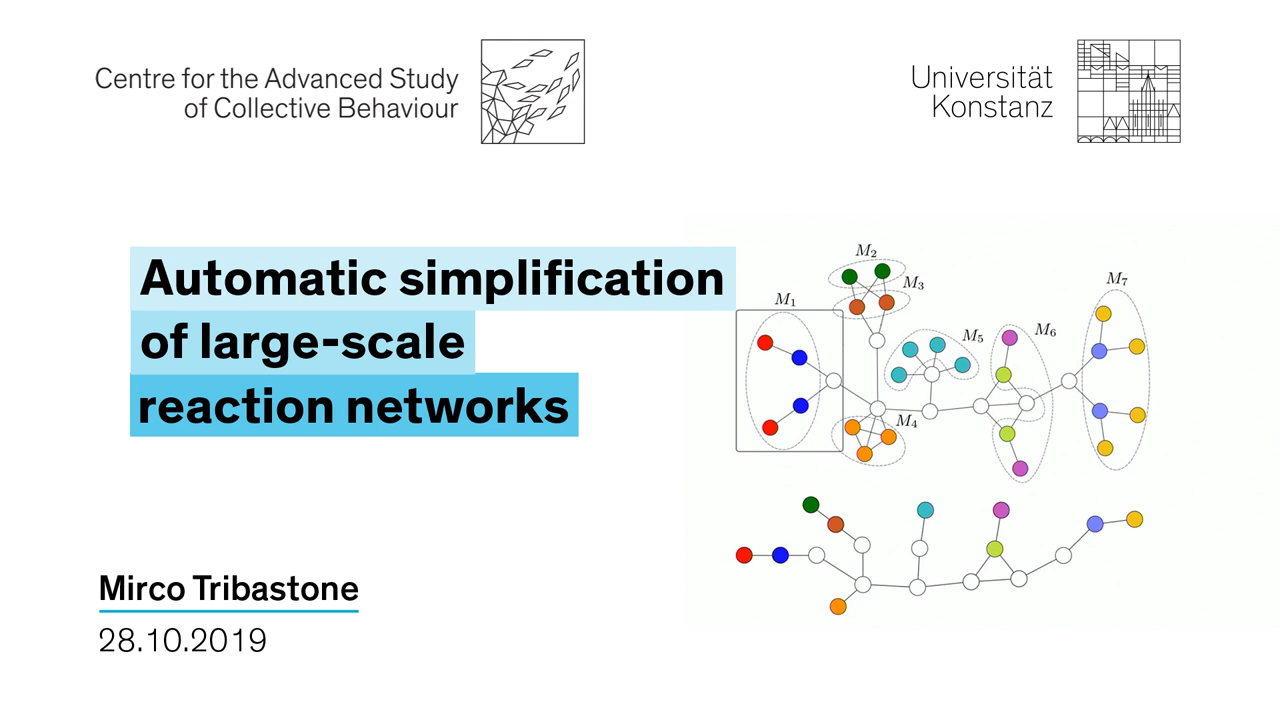 Centre for the Advanced Study
of Collective Behaviour
Universität
Konstanz
Automatic simplification
of large-scale
reaction networks
Mirco Tribastone
28.10.2019
M2
M3
M1
M5
M6
M7
M4